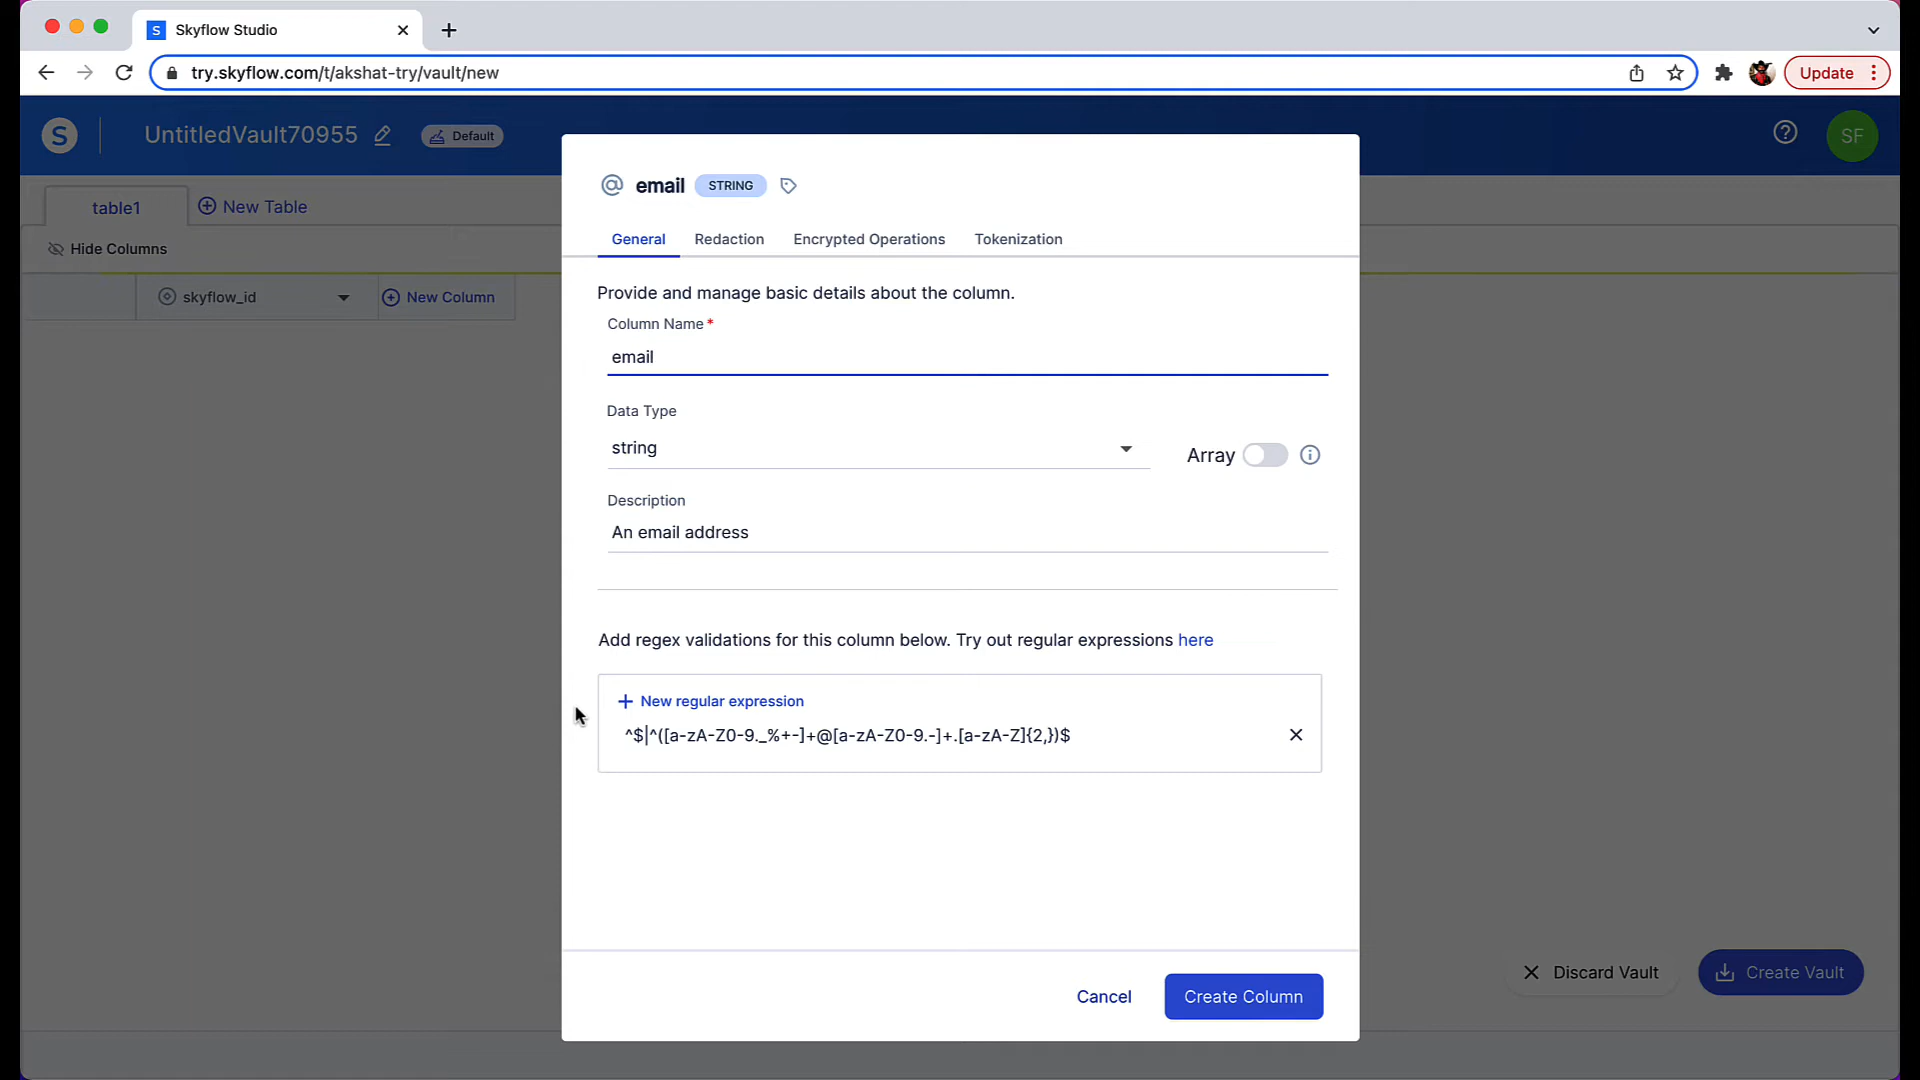 S Skyflow Studio
try.skyflow.com/t/akshat-try/vault/new
Update
S UntitledVault70955 Default
SF
table1 New Table
Hide Columns
skyflow_id New Column
email STRING
General Redaction Encrypted Operations Tokenization
Provide and manage basic details about the column.
Column Name *
email
Data Type
string
Array
Description
An email address
Add regex validations for this column below. Try out regular expressions here
+ New regular expression
^$|^([a-zA-Z0-9._%+-]+@[a-zA-Z0-9.-]+.[a-zA-Z]{2,})$
Cancel Create Column
Discard Vault Create Vault